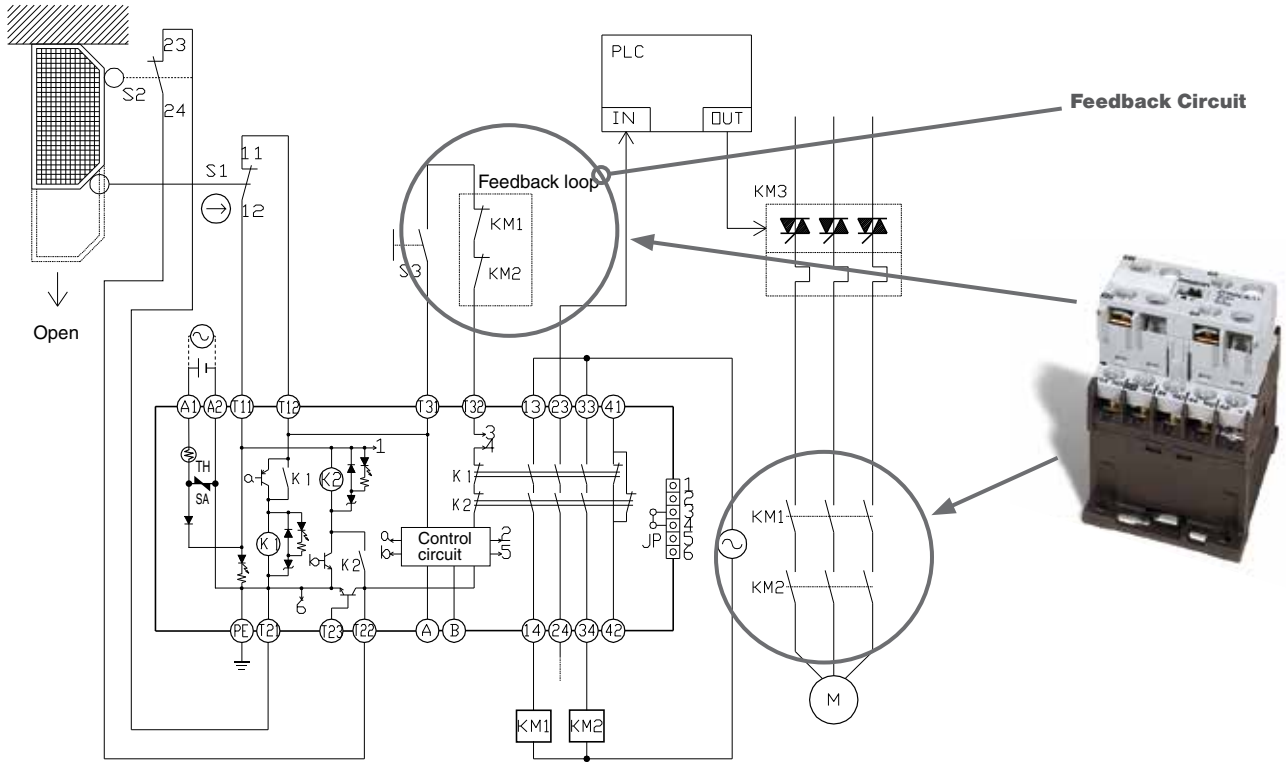 23
S2
24
11
S1
12
Open
PLC
IN
OUT
Feedback Circuit
Feedback loop
KM1
KM2
S3
KM3
A1
A2
T11
T12
T31
T32
13
23
33
41
1
3
4
TH
SA
a
K1
K2
K1
K2
K1
b
K2
6
a
b
Control
circuit
2
5
JP
1
2
3
4
5
6
KM1
KM2
PE
T21
T23
T22
A
B
14
24
34
42
KM1
KM2
M